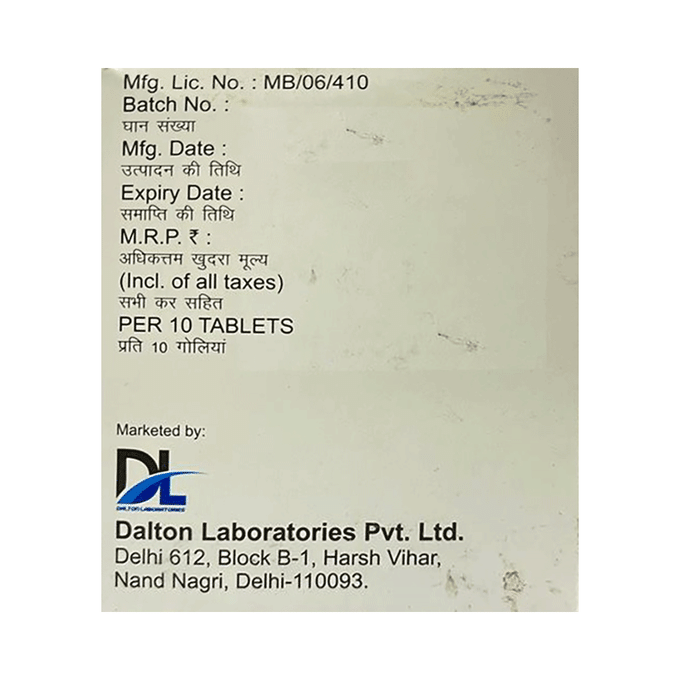 Mfg. Lic. No. : MB/06/410
Batch No. :
घान संख्या
Mfg. Date :
उत्पादन की तिथि
Expiry Date :
समाप्ति की तिथि
M.R.P. ₹ :
अधिकत्तम खुदरा मूल्य
(Incl. of all taxes)
सभी कर सहित
PER 10 TABLETS
प्रति 10 गोलियां
Marketed by:
DL
DALTON LABORATORIES
Dalton Laboratories Pvt. Ltd.
Delhi 612, Block B-1, Harsh Vihar,
Nand Nagri, Delhi-110093.